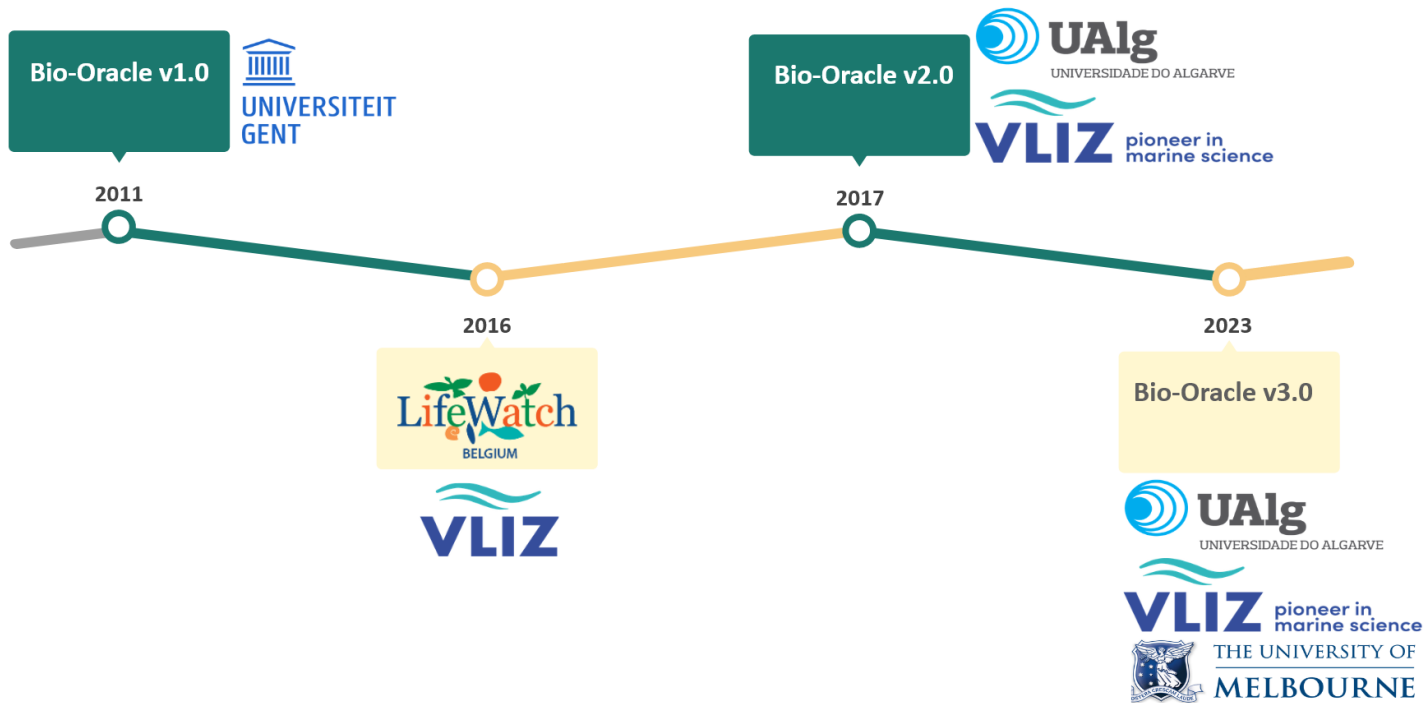 Bio-Oracle v1.0
UNIVERSITEIT
GENT
2011
Bio-Oracle v2.0
UAlg
UNIVERSIDADE DO ALGARVE
VLIZ pioneer in
marine science
2017
2016
LifeWatch
BELGIUM
VLIZ
2023
Bio-Oracle v3.0
UAlg
UNIVERSIDADE DO ALGARVE
VLIZ pioneer in
marine science
THE UNIVERSITY OF
MELBOURNE